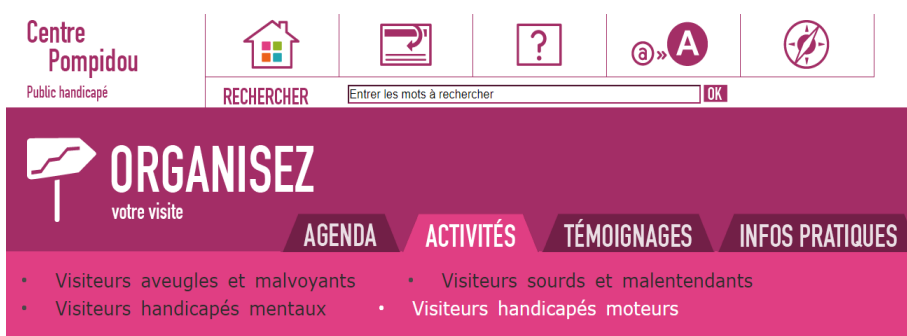 Centre
Pompidou
Public handicapé
?
@»A
RECHERCHER Entrer les mots à rechercher OK
ORGANISEZ
votre visite
AGENDA ACTIVITÉS TÉMOIGNAGES INFOS PRATIQUES
• Visiteurs aveugles et malvoyants • Visiteurs sourds et malentendants
• Visiteurs handicapés mentaux • Visiteurs handicapés moteurs